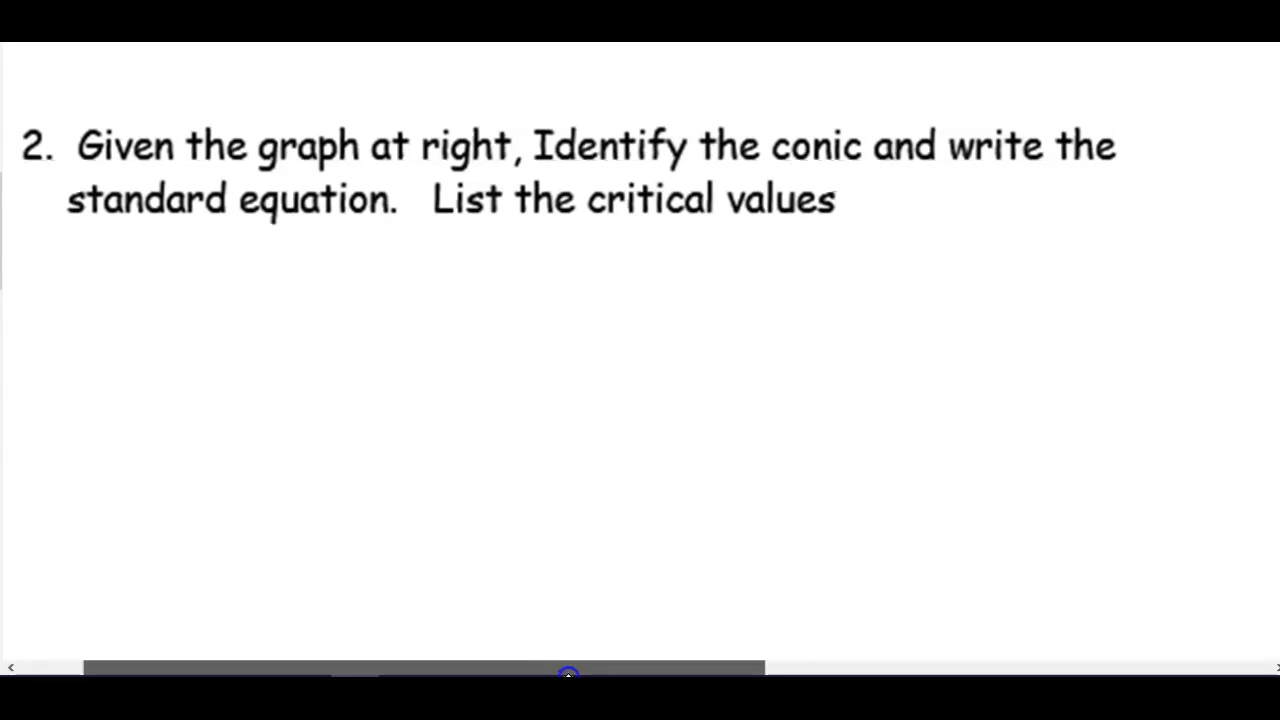 2. Given the graph at right, Identify the conic and write the
standard equation. List the critical values